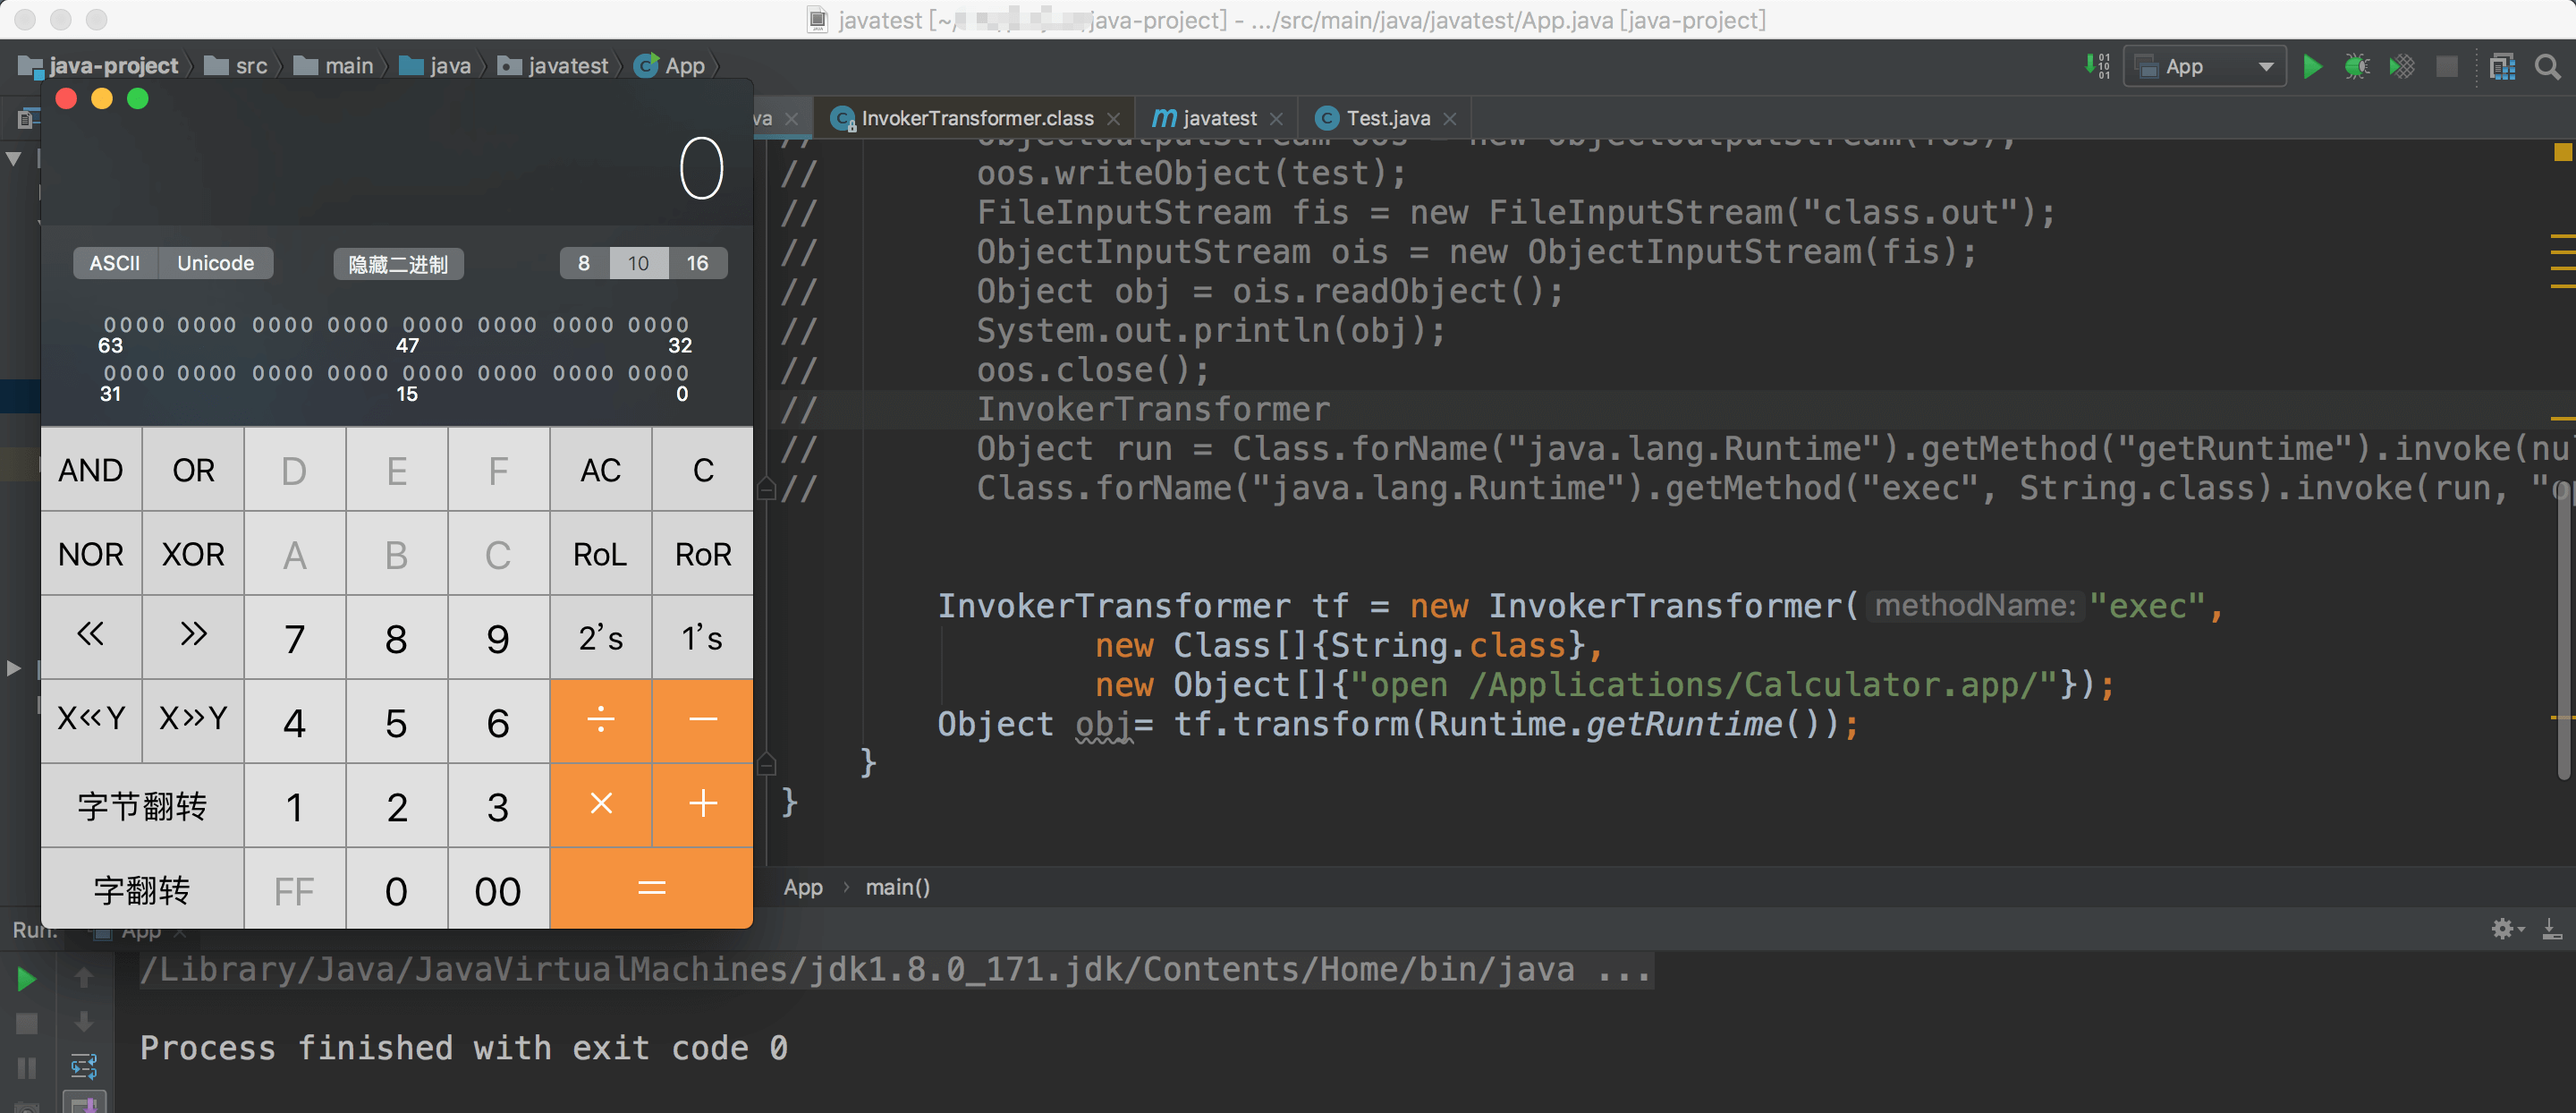 javatest [~/ java-project] - .../src/main/java/javatest/App.java [java-project]
java-project src main java javatest App
App
va InvokerTransformer.class javatest Test.java
0
ASCII Unicode 隐藏二进制 8 10 16
0000 0000 0000 0000 0000 0000 0000 0000
63 47 32
0000 0000 0000 0000 0000 0000 0000 0000
31 15 0
AND OR D E F AC C
NOR XOR A B C RoL RoR
« » 7 8 9 2's 1's
X«Y X»Y 4 5 6 ÷ −
字节翻转 1 2 3 × +
字翻转 FF 0 00 =
// ObjectOutputStream oos = new ObjectOutputStream(fos);
// oos.writeObject(test);
// FileInputStream fis = new FileInputStream("class.out");
// ObjectInputStream ois = new ObjectInputStream(fis);
// Object obj = ois.readObject();
// System.out.println(obj);
// oos.close();
// InvokerTransformer
// Object run = Class.forName("java.lang.Runtime").getMethod("getRuntime").invoke(nu
// Class.forName("java.lang.Runtime").getMethod("exec", String.class).invoke(run, "op
InvokerTransformer tf = new InvokerTransformer( methodName: "exec",
new Class[]{String.class},
new Object[]{"open /Applications/Calculator.app/"});
Object obj= tf.transform(Runtime.getRuntime());
}
}
App › main()
Run: App
/Library/Java/JavaVirtualMachines/jdk1.8.0_171.jdk/Contents/Home/bin/java ...
Process finished with exit code 0